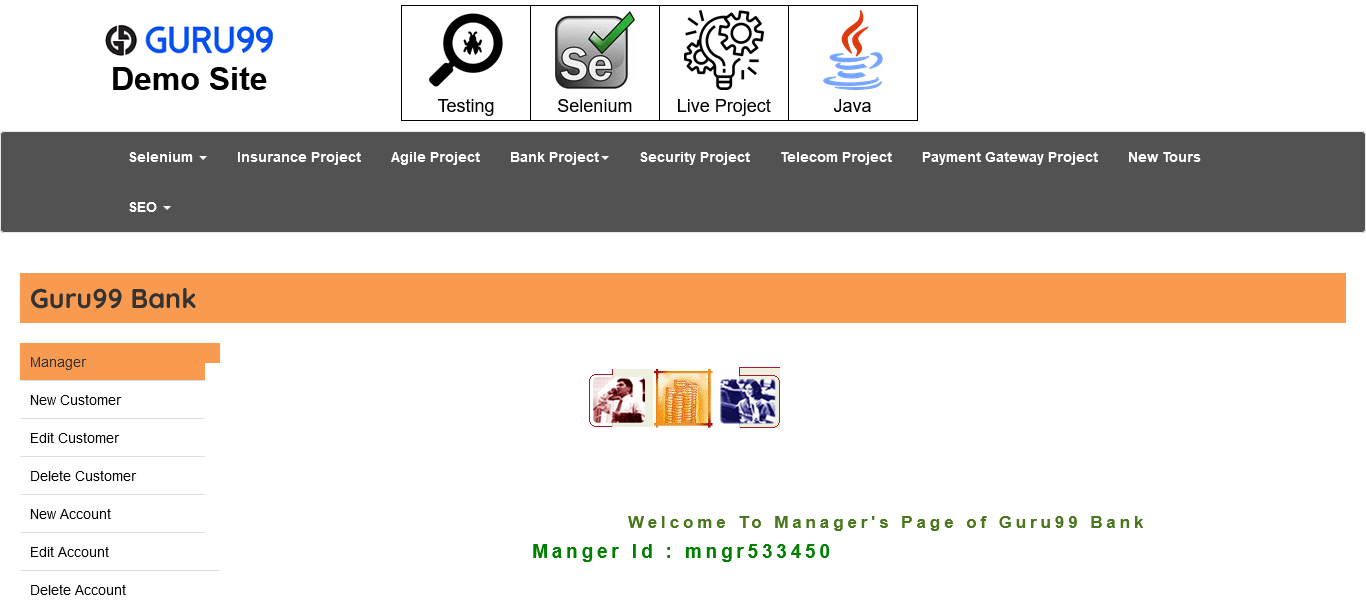 GURU99
Demo Site
Se
Testing Selenium Live Project Java
Selenium Insurance Project Agile Project Bank Project Security Project Telecom Project Payment Gateway Project New Tours
SEO
Guru99 Bank
Manager
New Customer
Edit Customer
Delete Customer
New Account
Edit Account
Delete Account
Welcome To Manager's Page of Guru99 Bank
Manger Id : mngr533450